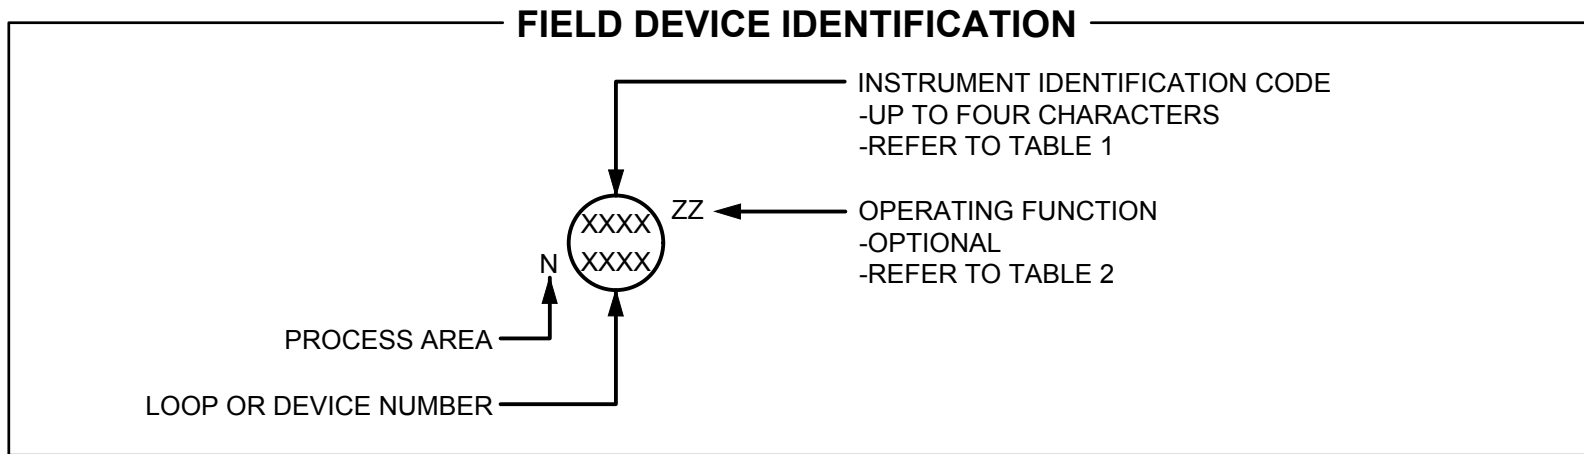 FIELD DEVICE IDENTIFICATION
INSTRUMENT IDENTIFICATION CODE
-UP TO FOUR CHARACTERS
-REFER TO TABLE 1
XXXX
ZZ
OPERATING FUNCTION
-OPTIONAL
-REFER TO TABLE 2
N
XXXX
PROCESS AREA
LOOP OR DEVICE NUMBER